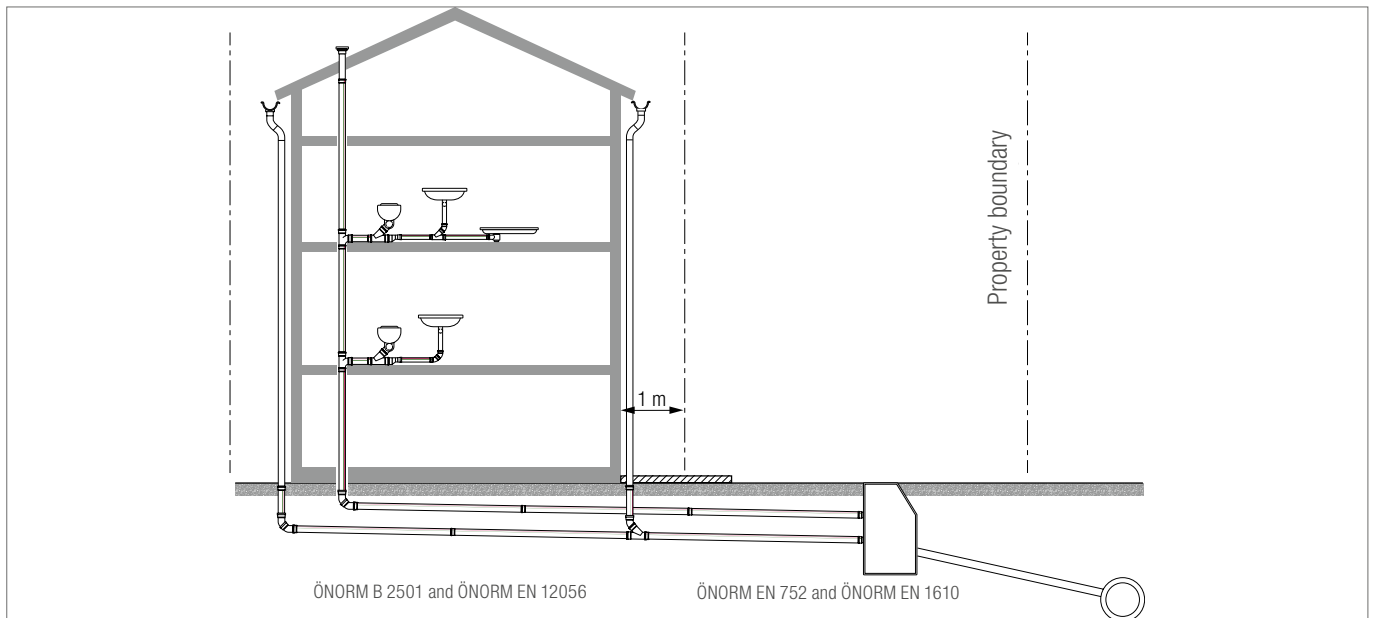 Property boundary
1 m
ÖNORM B 2501 and ÖNORM EN 12056
ÖNORM EN 752 and ÖNORM EN 1610